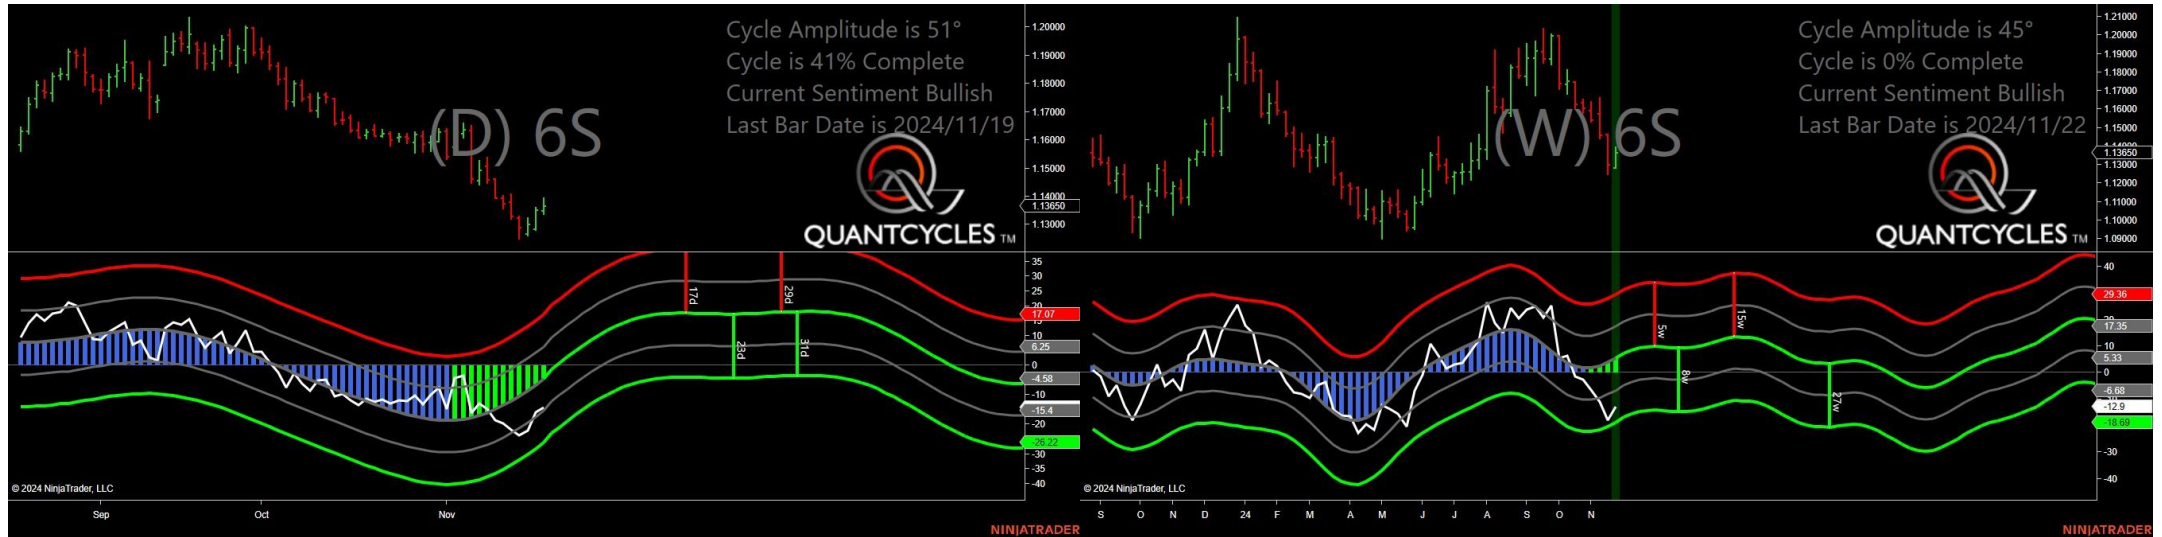 Cycle Amplitude is 51°
Cycle is 41% Complete
Current Sentiment Bullish
Last Bar Date is 2024/11/19
(D) 6S
QUANTCYCLES TM
1.20000
1.19000
1.18000
1.17000
1.16000
1.15000
1.14000
1.13650
1.13000
17d
29d
23d
31d
35
30
25
20
17.07
15
10
6.25
0
-4.58
-10
-15.4
-20
-26.22
-30
-35
-40
© 2024 NinjaTrader, LLC
Sep
Oct
Nov
NINJATRADER
Cycle Amplitude is 45°
Cycle is 0% Complete
Current Sentiment Bullish
Last Bar Date is 2024/11/22
(W) 6S
QUANTCYCLES TM
1.21000
1.20000
1.19000
1.18000
1.17000
1.16000
1.15000
1.13650
1.13000
1.12000
1.11000
1.10000
1.09000
5w
15w
8w
27w
40
29.36
17.35
10
5.33
0
-6.68
-12.9
-18.69
-30
-40
© 2024 NinjaTrader, LLC
S
O
N
D
24
F
M
A
M
J
J
A
S
O
N
NINJATRADER